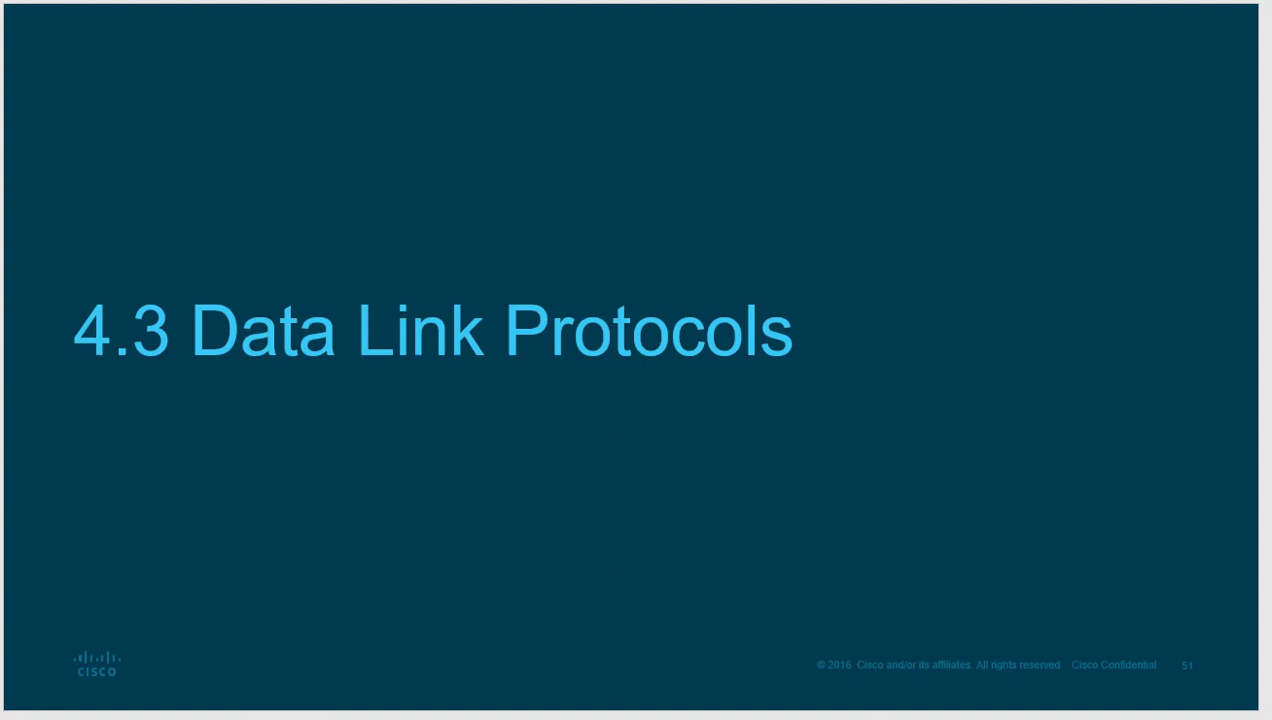 4.3 Data Link Protocols
CISCO
© 2016 Cisco and/or its affiliates. All rights reserved. Cisco Confidential 51